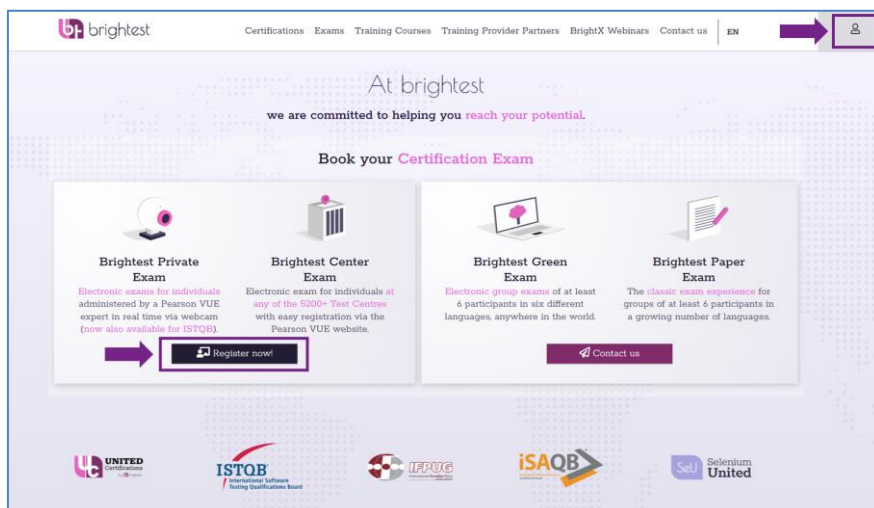 brightest
Certifications Exams Training Courses Training Provider Partners BrightX Webinars Contact us EN
At brightest
we are committed to helping you reach your potential.
Book your Certification Exam
Brightest Private
Exam
Electronic exams for individuals
administered by a Pearson VUE
expert in real time via webcam
(now also available for ISTQB).
Brightest Center
Exam
Electronic exam for individuals at
any of the 5200+ Test Centres
with easy registration via the
Pearson VUE website.
Register now!
Brightest Green
Exam
Electronic group exams of at least
6 participants in six different
languages, anywhere in the world.
Brightest Paper
Exam
The classic exam experience for
groups of at least 6 participants in
a growing number of languages.
Contact us
UNITED
Certifications
ISTQB
International Software
Testing Qualifications Board
IFPUG
iSAQB
SeU
Selenium
United